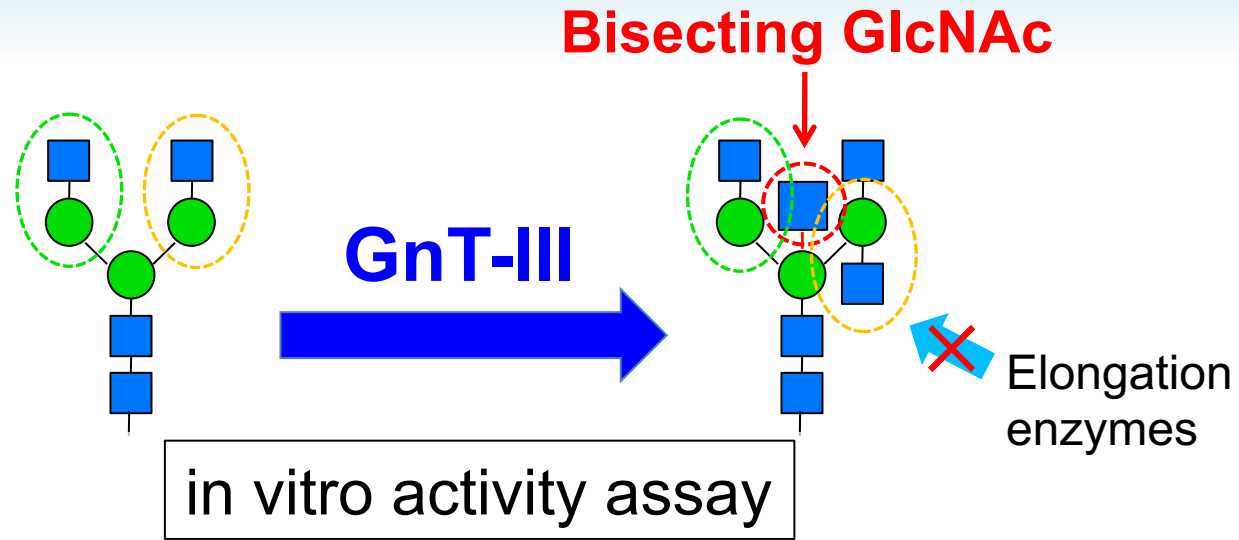 Bisecting GlcNAc
GnT-III
Elongation
enzymes
in vitro activity assay